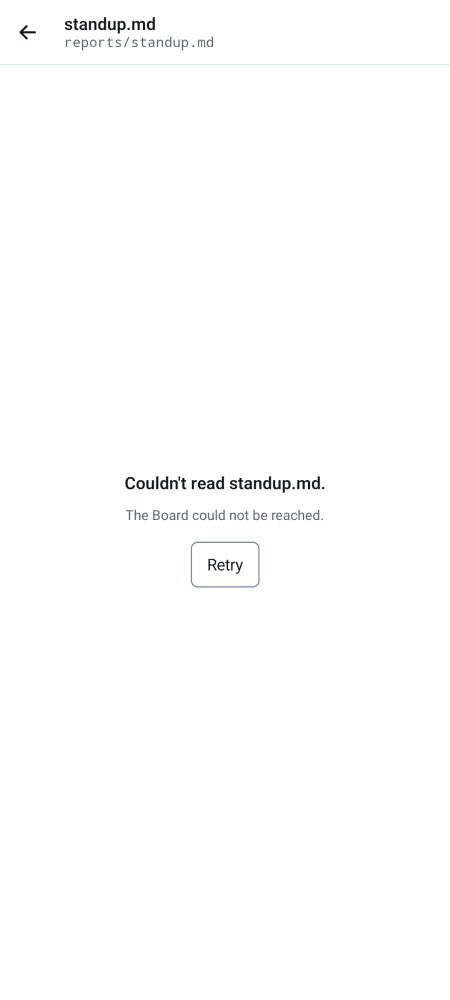 standup.md
reports/standup.md
Couldn't read standup.md.
The Board could not be reached.
Retry